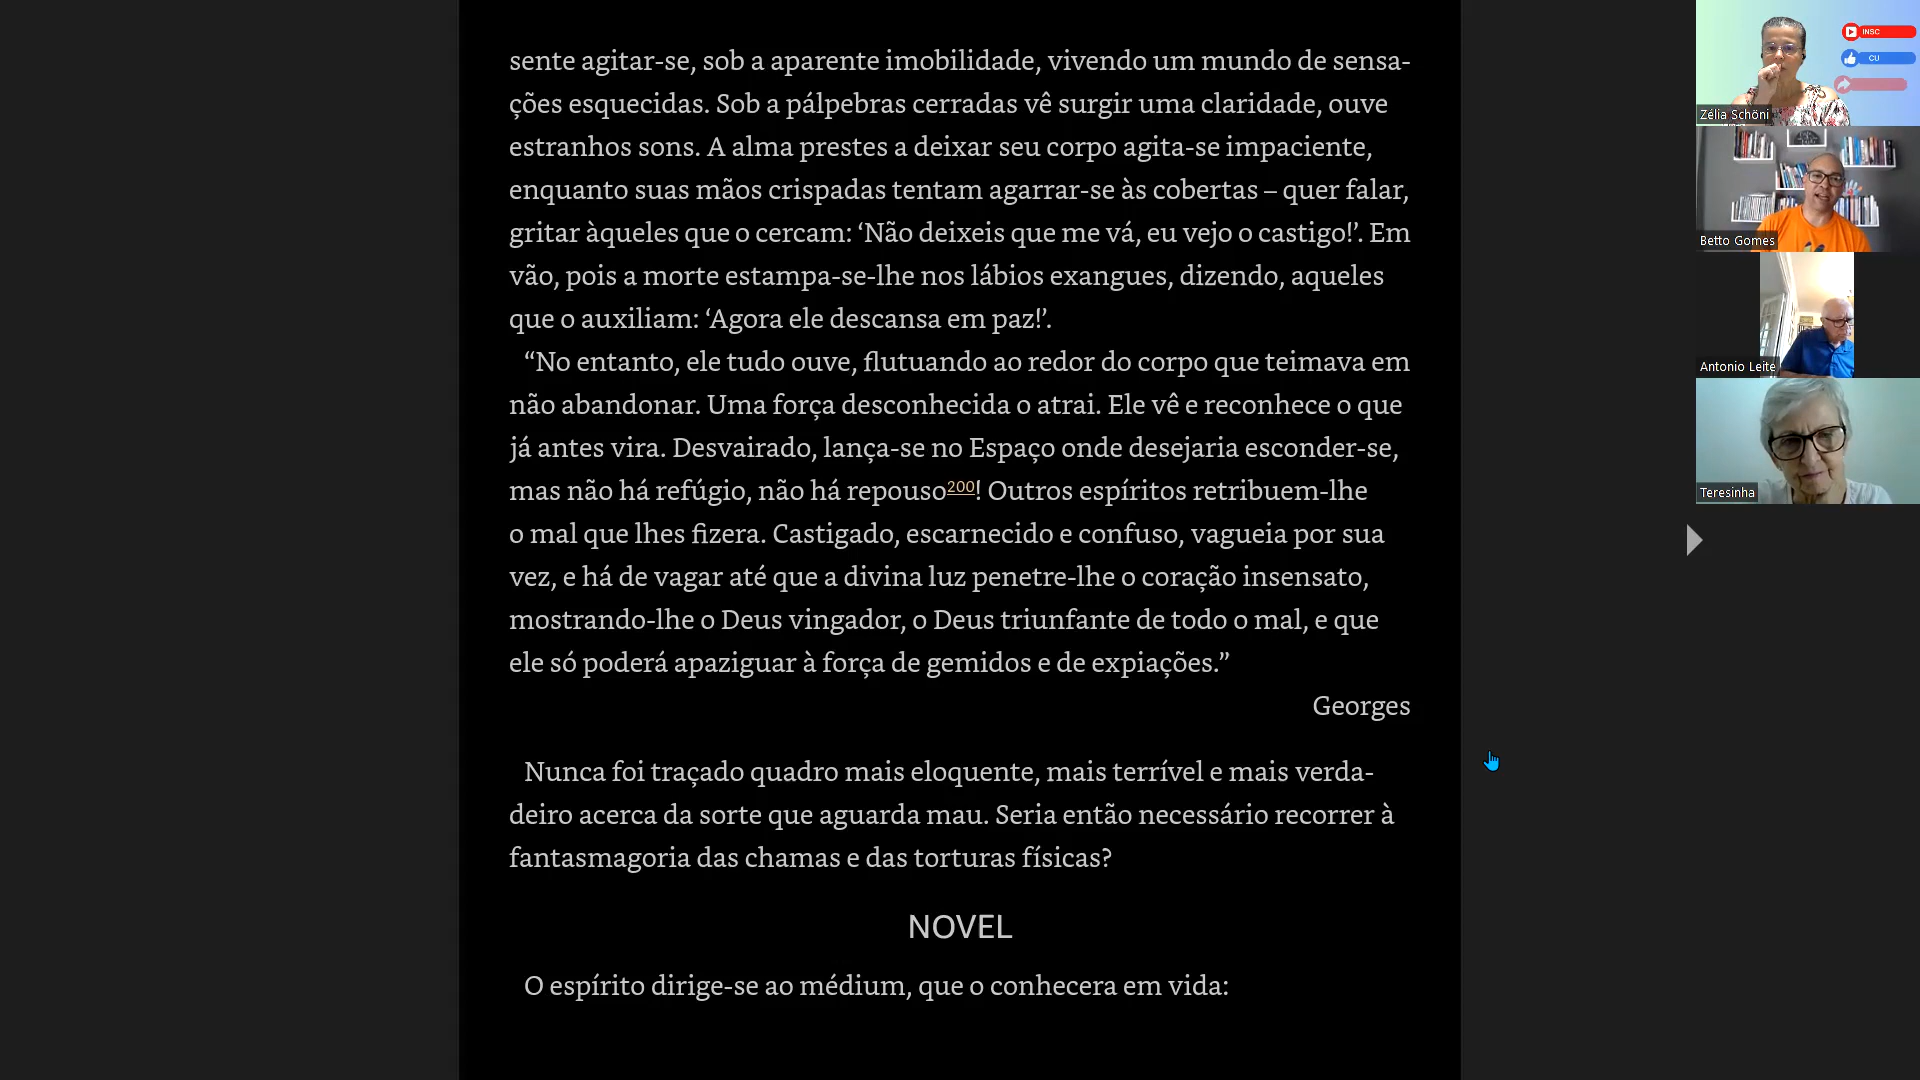 sente agitar-se, sob a aparente imobilidade, vivendo um mundo de sensa-
ções esquecidas. Sob a pálpebras cerradas vê surgir uma claridade, ouve
estranhos sons. A alma prestes a deixar seu corpo agita-se impaciente,
enquanto suas mãos crispadas tentam agarrar-se às cobertas – quer falar,
gritar àqueles que o cercam: ‘Não deixeis que me vá, eu vejo o castigo!’. Em
vão, pois a morte estampa-se-lhe nos lábios exangues, dizendo, aqueles
que o auxiliam: ‘Agora ele descansa em paz!’.
“No entanto, ele tudo ouve, flutuando ao redor do corpo que teimava em
não abandonar. Uma força desconhecida o atrai. Ele vê e reconhece o que
já antes vira. Desvairado, lança-se no Espaço onde desejaria esconder-se,
mas não há refúgio, não há repouso200! Outros espíritos retribuem-lhe
o mal que lhes fizera. Castigado, escarnecido e confuso, vagueia por sua
vez, e há de vagar até que a divina luz penetre-lhe o coração insensato,
mostrando-lhe o Deus vingador, o Deus triunfante de todo o mal, e que
ele só poderá apaziguar à força de gemidos e de expiações.”
Georges
Nunca foi traçado quadro mais eloquente, mais terrível e mais verda-
deiro acerca da sorte que aguarda mau. Seria então necessário recorrer à
fantasmagoria das chamas e das torturas físicas?
NOVEL
O espírito dirige-se ao médium, que o conhecera em vida:
INSC
CU
Zélia Schöni
Betto Gomes
Antonio Leite
Teresinha